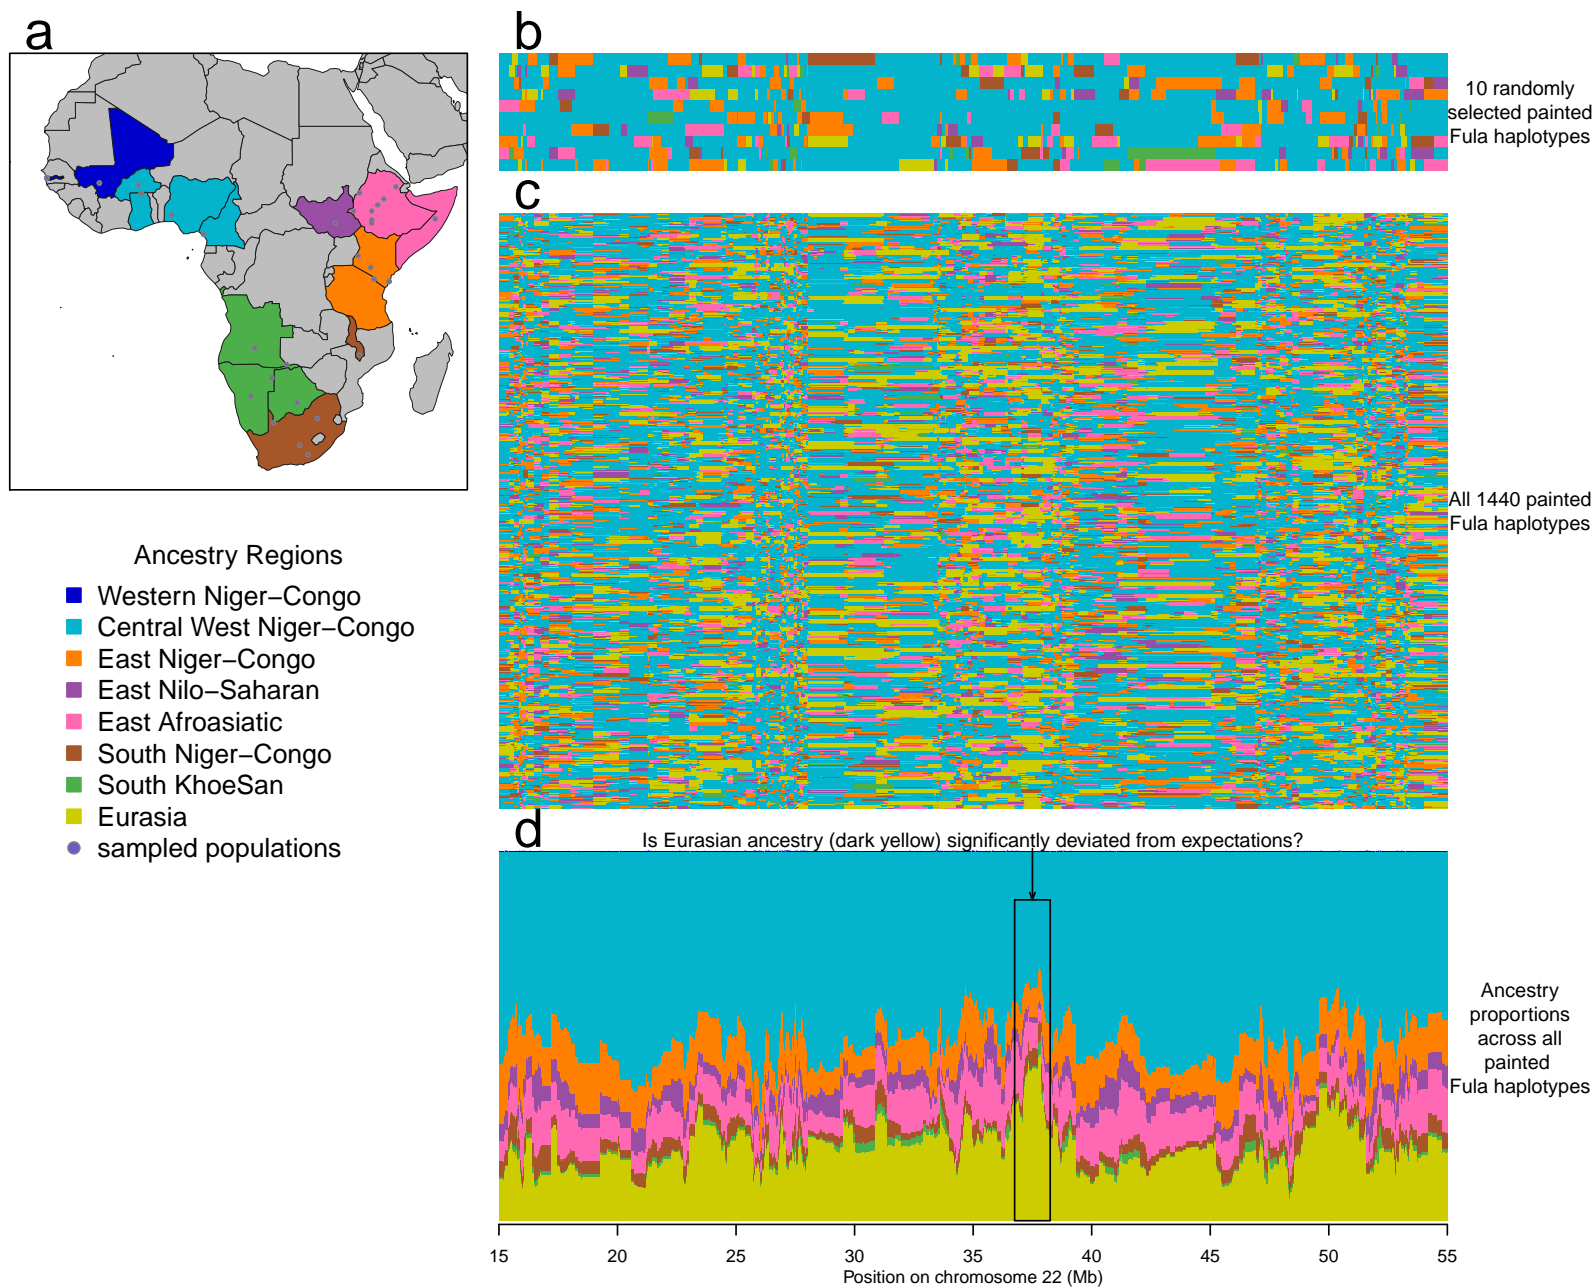 a
b
10 randomly
selected painted
Fula haplotypes
c
All 1440 painted
Fula haplotypes
Ancestry Regions
Western Niger−Congo
Central West Niger−Congo
East Niger−Congo
East Nilo−Saharan
East Afroasiatic
South Niger−Congo
South KhoeSan
Eurasia
sampled populations
d
Is Eurasian ancestry (dark yellow) significantly deviated from expectations?
Ancestry
proportions
across all
painted
Fula haplotypes
15 20 25 30 35 40 45 50 55
Position on chromosome 22 (Mb)